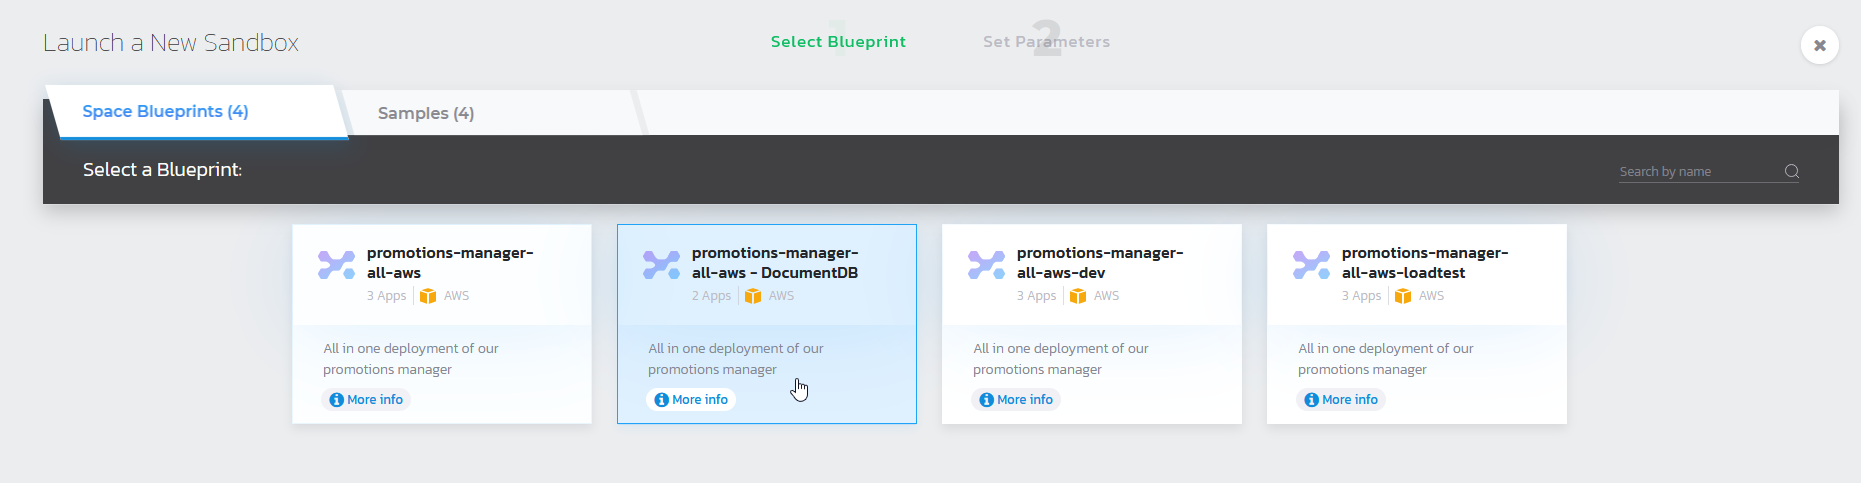 Launch a New Sandbox
1
Select Blueprint
2
Set Parameters
Space Blueprints (4)
Samples (4)
Select a Blueprint:
Search by name
promotions-manager-
all-aws
3 Apps AWS
All in one deployment of our
promotions manager
More info
promotions-manager-
all-aws - DocumentDB
2 Apps AWS
All in one deployment of our
promotions manager
More info
promotions-manager-
all-aws-dev
3 Apps AWS
All in one deployment of our
promotions manager
More info
promotions-manager-
all-aws-loadtest
3 Apps AWS
All in one deployment of our
promotions manager
More info